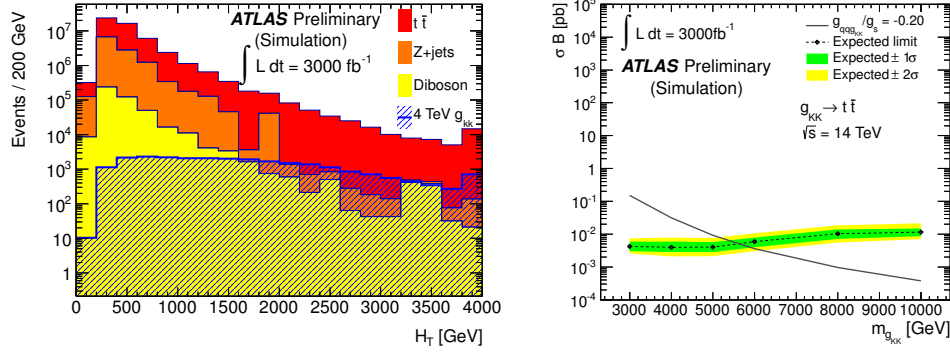 Events / 200 GeV
10⁷
10⁶
10⁵
10⁴
10³
10²
10
1
ATLAS Preliminary
(Simulation)
∫ L dt = 3000 fb⁻¹
t t̄
Z+jets
Diboson
4 TeV g_kk
0 500 1000 1500 2000 2500 3000 3500 4000
H_T [GeV]
σ B [pb]
10⁵
10⁴
10³
10²
10
1
10⁻¹
10⁻²
10⁻³
10⁻⁴
∫ L dt = 3000fb⁻¹
ATLAS Preliminary
(Simulation)
g_qqg_KK/g_s = -0.20
Expected limit
Expected ± 1σ
Expected ± 2σ
g_KK → t t̄
√s = 14 TeV
3000 4000 5000 6000 7000 8000 9000 10000
m_g_KK [GeV]